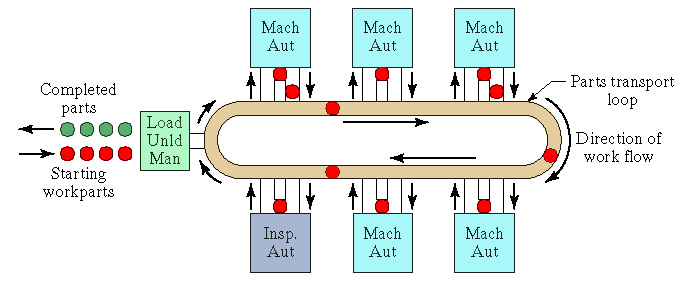 Mach
Aut
Mach
Aut
Mach
Aut
Completed
parts
Parts transport
loop
Load
Unld
Man
Direction of
work flow
Starting
workparts
Insp.
Aut
Mach
Aut
Mach
Aut